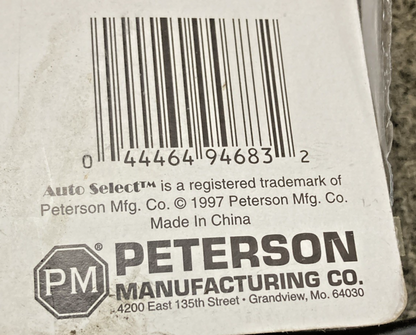 0 44464 94683 2
Auto Select™ is a registered trademark of
Peterson Mfg. Co. © 1997 Peterson Mfg. Co.
Made In China
PM ®
PETERSON
MANUFACTURING CO.
4200 East 135th Street • Grandview, Mo. 64030